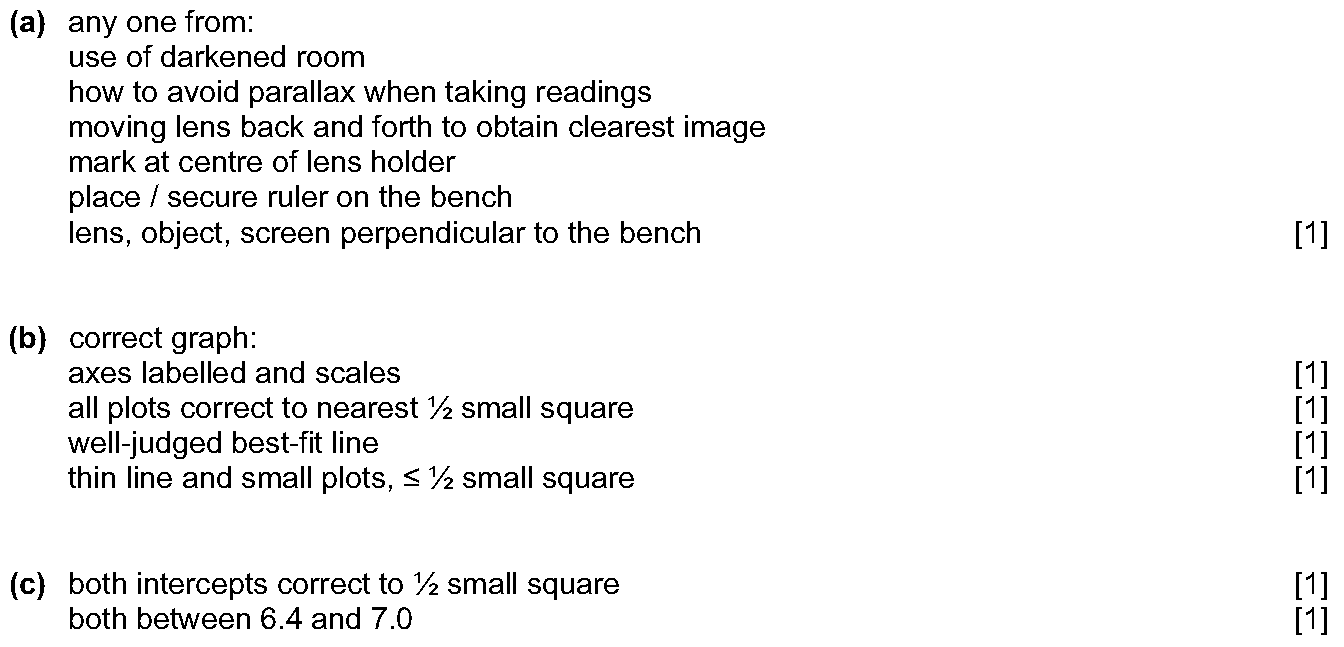 (a) any one from:
use of darkened room
how to avoid parallax when taking readings
moving lens back and forth to obtain clearest image
mark at centre of lens holder
place / secure ruler on the bench
lens, object, screen perpendicular to the bench [1]
(b) correct graph:
axes labelled and scales [1]
all plots correct to nearest ½ small square [1]
well-judged best-fit line [1]
thin line and small plots, ≤ ½ small square [1]
(c) both intercepts correct to ½ small square [1]
both between 6.4 and 7.0 [1]